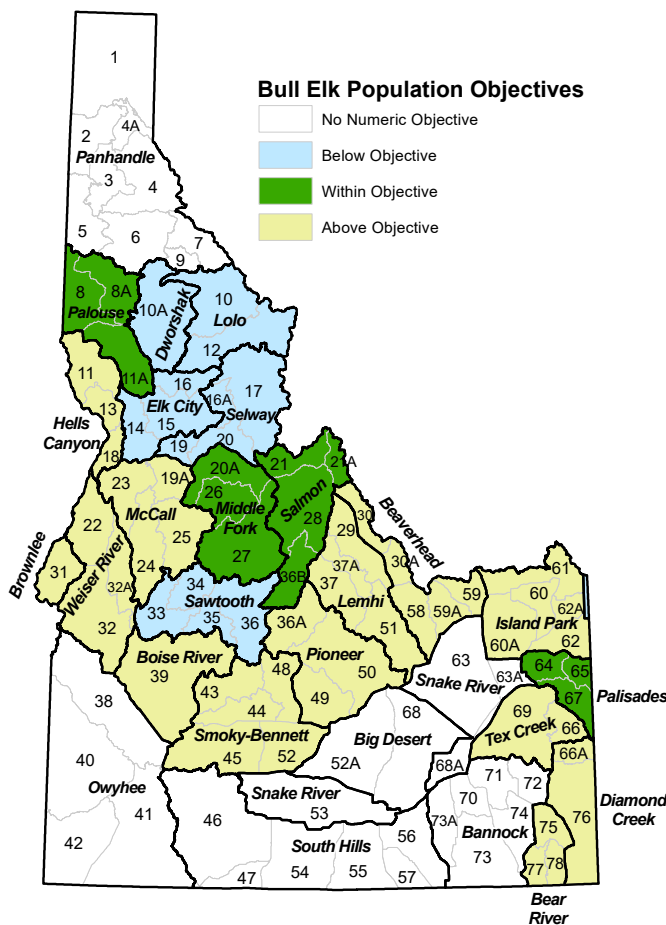 1
Bull Elk Population Objectives
No Numeric Objective
Below Objective
Within Objective
Above Objective
4A
2
Panhandle
3
4
5
6
7
9
8
8A
Palouse
10A
Dworshak
10
Lolo
12
11
11A
16
17
16A
Elk City
Selway
13
14
15
Hells
Canyon
18
19
20
20A
21
21A
23
19A
26
McCall
Middle
Fork
Salmon
28
29
30
Beaverhead
22
25
27
37A
30A
61
Brownlee
31
Weiser River
24
32A
34
36B
37
Lemhi
59
60
62A
33
Sawtooth
35
36
36A
58
59A
Island Park
32
51
60A
62
Boise River
39
Pioneer
48
50
63
64
65
63A
Snake River
67
Palisades
38
43
49
44
68
69
66
Tex Creek
Smoky-Bennett
45
52
Big Desert
52A
68A
66A
40
71
72
Owyhee
41
46
Snake River
53
70
74
Diamond
Creek
76
73A
Bannock
75
42
South Hills
56
73
47
54
55
57
77
78
Bear
River